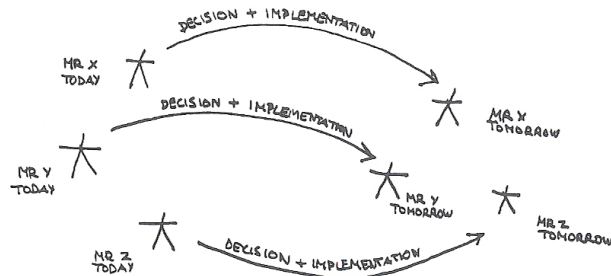 DECISION + IMPLEMENTATION
MR X
TODAY
MR X
TOMORROW
DECISION + IMPLEMENTATION
MR Y
TODAY
MR Y
TOMORROW
MR Z
TOMORROW
MR Z
TODAY
DECISION + IMPLEMENTATION